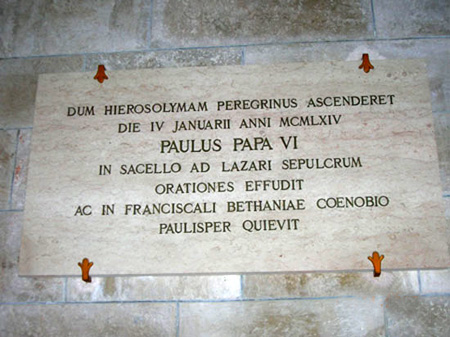 DUM HIEROSOLYMAM PEREGRINUS ASCENDERET
DIE IV JANUARII ANNI MCMLXIV
PAULUS PAPA VI
IN SACELLO AD LAZARI SEPULCRUM
ORATIONES EFFUDIT
AC IN FRANCISCALI BETHANIAE COENOBIO
PAULISPER QUIEVIT